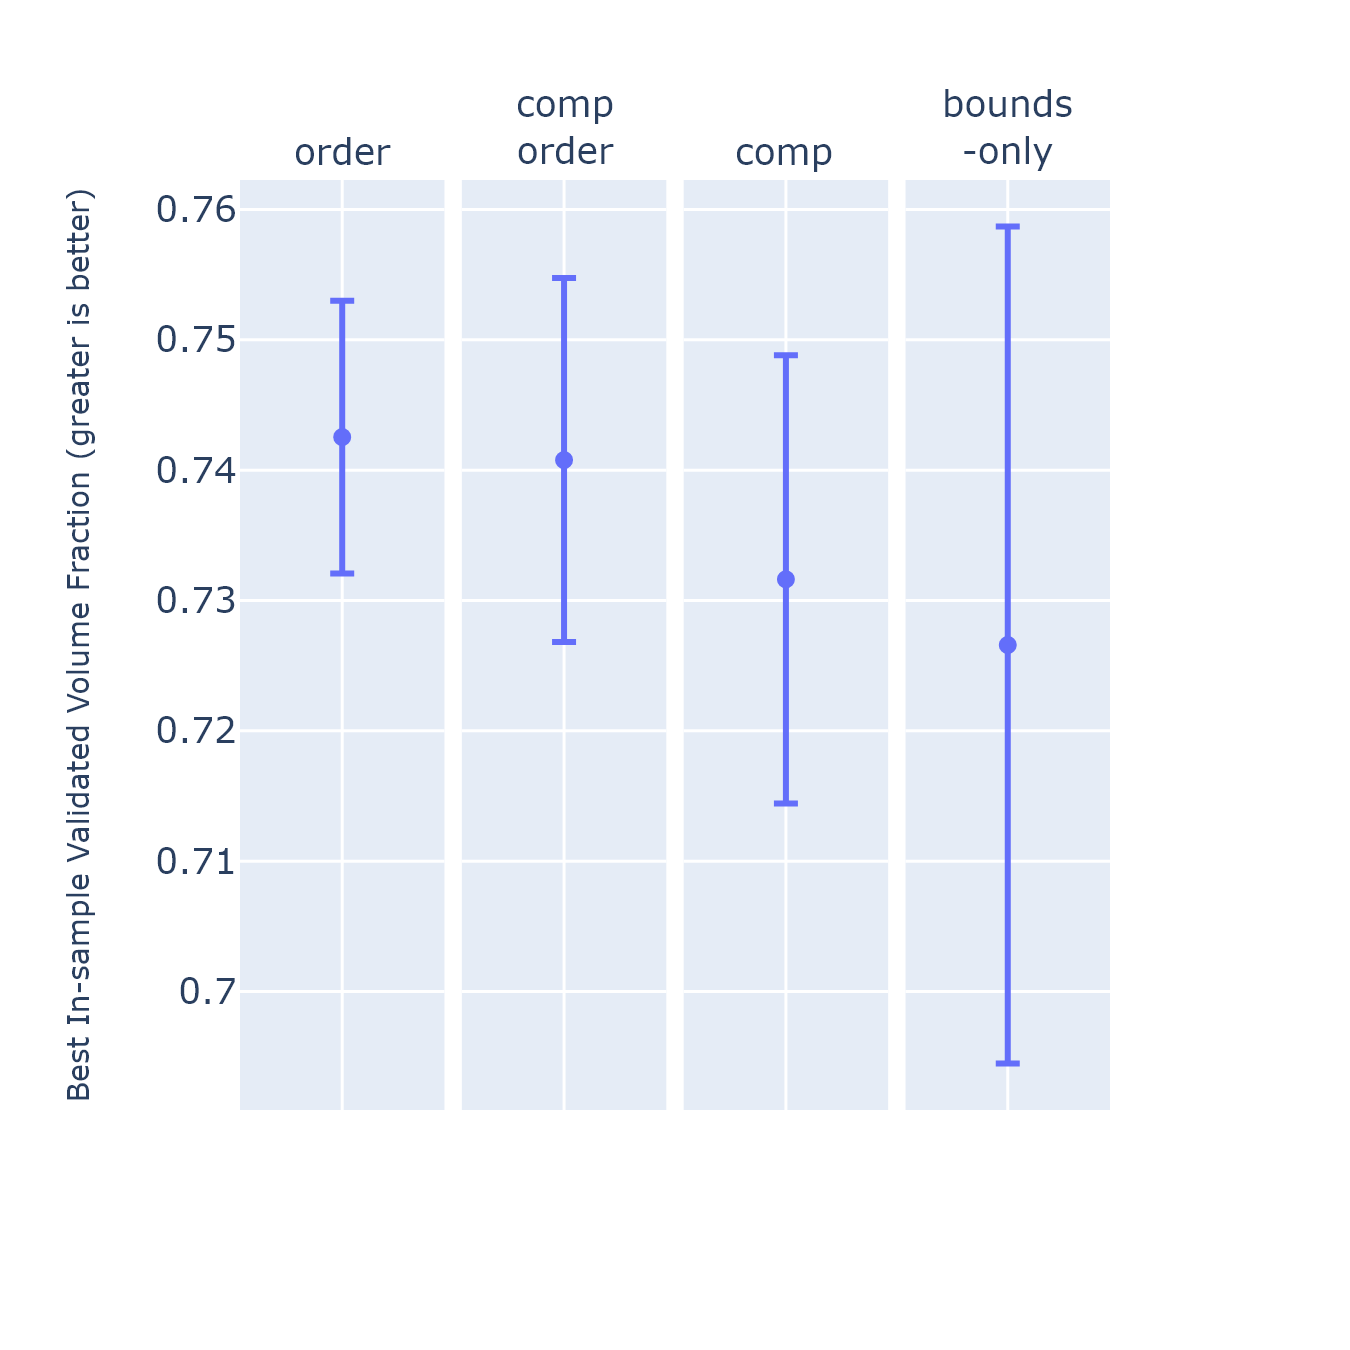 comp
bounds
order
order
comp
-only
Best In-sample Validated Volume Fraction (greater is better)
0.76
0.75
0.74
0.73
0.72
0.71
0.7